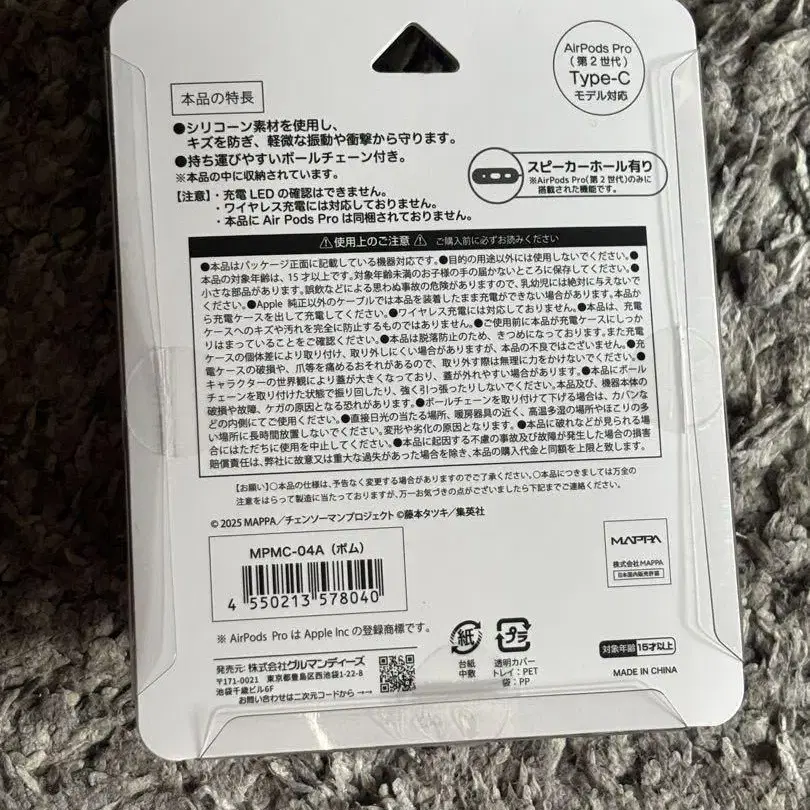 AirPods Pro
(第2世代)
Type-C
モデル対応
本品の特長
●シリコーン素材を使用し、
キズを防ぎ、軽微な振動や衝撃から守ります。
●持ち運びやすいボールチェーン付き。
※本品の中に収納されています。
スピーカーホール有り
※AirPods Pro(第2世代)のみに
搭載された機能です。
【注意】・充電 LED の確認はできません。
・ワイヤレス充電には対応しておりません。
・本品に Air Pods Pro は同梱されておりません。
⚠使用上のご注意⚠ ご購入前に必ずお読みください
●本品はパッケージ正面に記載している機器対応です。●目的の用途以外には使用しないでください。●
本品の対象年齢は、15才以上です。対象年齢未満のお子様の手の届かないところに保存してください。●
小さな部品があります。誤飲などによる思わぬ事故の危険がありますので、乳幼児には絶対に与えないで
ください。●Apple 純正以外のケーブルでは本品を装着したまま充電ができない場合があります。本品か
ら充電ケースを出して充電してください。●ワイヤレス充電には対応しておりません。●本品は、充電
ケースへのキズや汚れを完全に防止するものではありません。●ご使用前に本品が充電ケースにしっか
りはまっていることをご確認ください。●本品は脱落防止のため、きつめになっております。また充電
ケースの個体差により取り付け、取り外しにくい場合がありますが、本品の不良ではございません。●充
電ケースの破損や、爪等を痛めるおそれがあるので、取り外す際は無理に力をかけないでください。●
キャラクターの世界観により蓋が大きくなっており、蓋が外れやすい場合があります。●本品にボール
チェーンを取り付けた状態で振り回したり、強く引っ張ったりしないでください。本品及び、機器本体の
破損や故障、ケガの原因となる恐れがあります。●ボールチェーンを取り付けて下げる場合は、カバンな
どの内側にてご使用ください。●直接日光の当たる場所、暖房器具の近く、高温多湿の場所やほこりの多
い場所に長時間放置しないでください。変形や劣化の原因となります。●本品に破れなどが見られる場
合にはただちに使用を中止してください。●本品に起因する不慮の事故及び故障が発生した場合の損害
賠償責任は、弊社に故意又は重大な過失があった場合を除き、本品の購入代金と同額を上限と致します。
【お願い】○本品の仕様は、予告なく変更する場合がありますのでご了承ください。○本品につきましては万全の
注意をはらって製造に当たっておりますが、万一お気づきの点がございましたら下記までご連絡ください。
©2025 MAPPA/チェンソーマンプロジェクト ©藤本タツキ/集英社
MPMC-04A(ボム)
4 550213 578040
MAPPA
株式会社MAPPA
日本国内販売許諾
※ AirPods Pro は Apple Inc の登録商標です。
紙
台紙
中敷
プラ
透明カバー
トレイ:PET
袋:PP
対象年齢 15才以上
MADE IN CHINA
発売元: 株式会社グルマンディーズ
〒171-0021 東京都豊島区西池袋1-22-8
池袋千歳ビル6F
お問い合わせは二次元コードから→→→